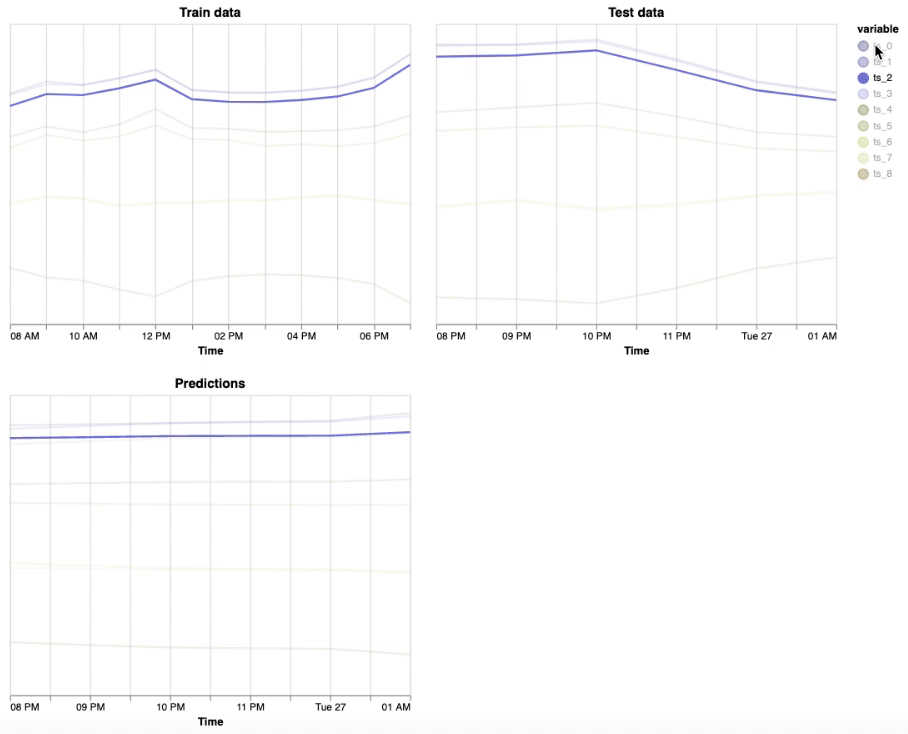 Train data
08 AM 10 AM 12 PM 02 PM 04 PM 06 PM
Time
Test data
08 PM 09 PM 10 PM 11 PM Tue 27 01 AM
Time
variable
ts_0
ts_1
ts_2
ts_3
ts_4
ts_5
ts_6
ts_7
ts_8
Predictions
08 PM 09 PM 10 PM 11 PM Tue 27 01 AM
Time